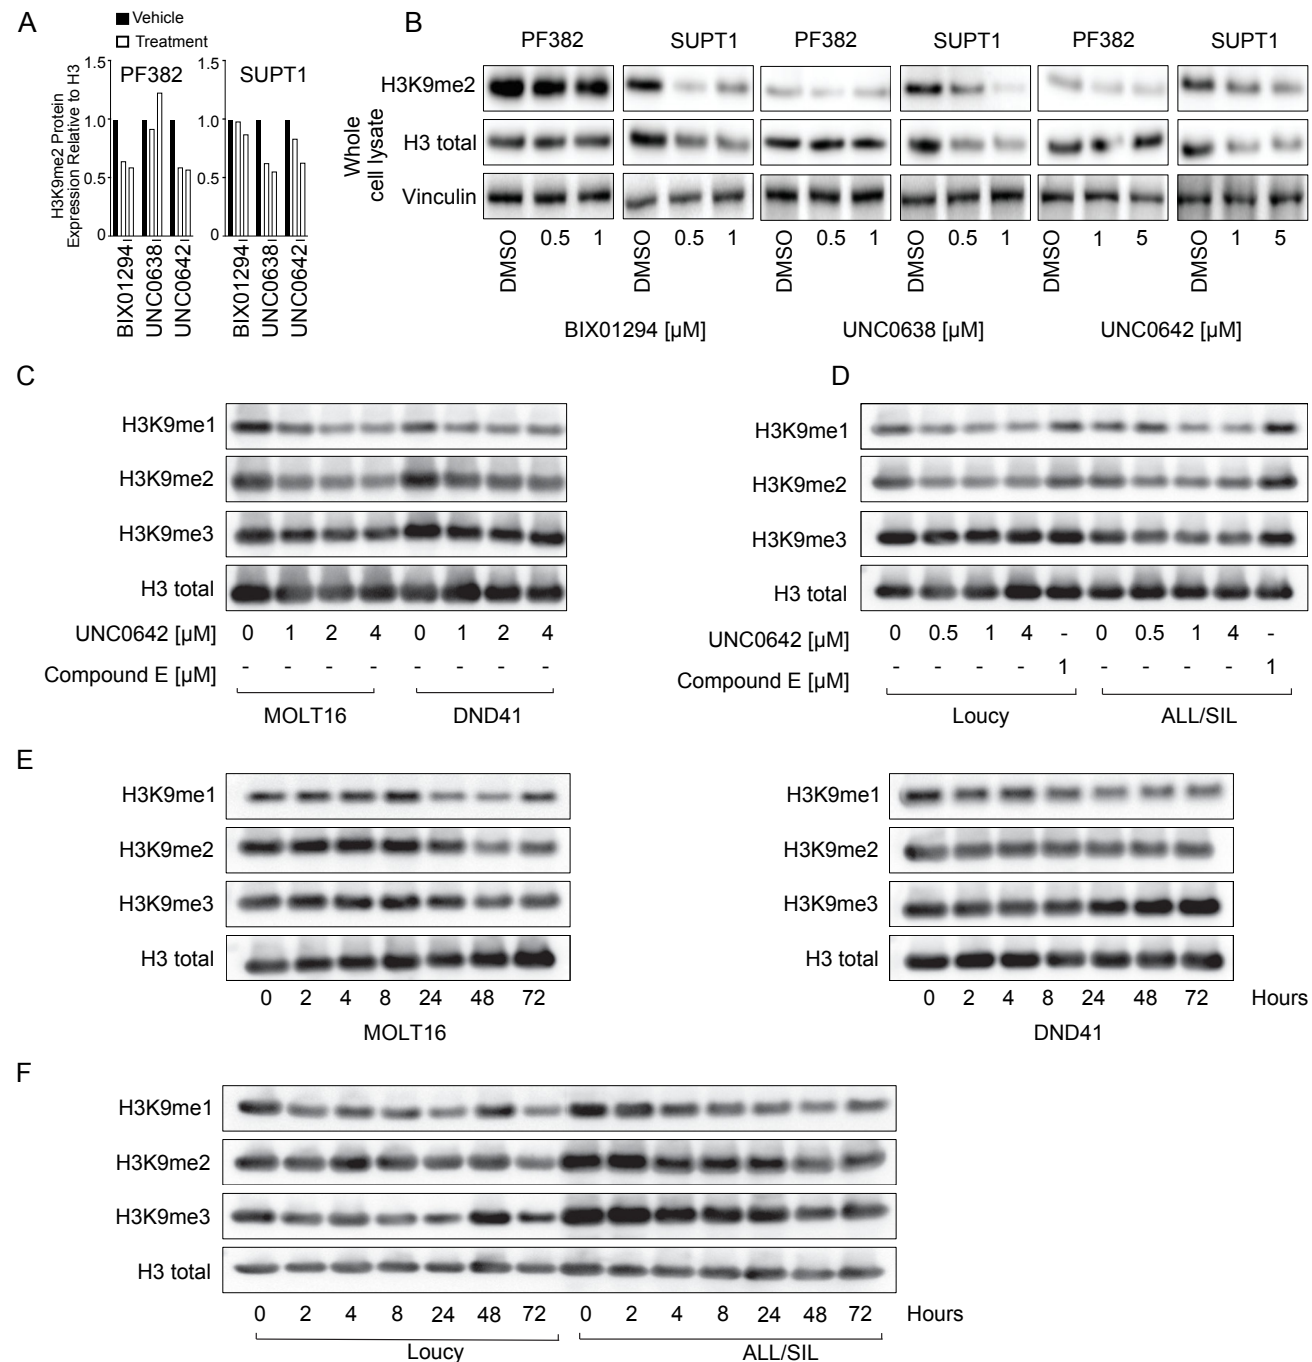 A
Vehicle
Treatment
H3K9me2 Protein
Expression Relative to H3
1.5
1.0
0.5
0
PF382
BIX01294
UNC0638
UNC0642
1.5
1.0
0.5
0
SUPT1
BIX01294
UNC0638
UNC0642
B
PF382 SUPT1 PF382 SUPT1 PF382 SUPT1
Whole
cell lysate
H3K9me2
H3 total
Vinculin
DMSO 0.5 1 DMSO 0.5 1 DMSO 0.5 1 DMSO 0.5 1 DMSO 1 5 DMSO 1 5
BIX01294 [µM] UNC0638 [µM] UNC0642 [µM]
C
H3K9me1
H3K9me2
H3K9me3
H3 total
UNC0642 [µM] 0 1 2 4 0 1 2 4
Compound E [µM] - - - - - - - -
MOLT16 DND41
D
H3K9me1
H3K9me2
H3K9me3
H3 total
UNC0642 [µM] 0 0.5 1 4 - 0 0.5 1 4 -
Compound E [µM] - - - - 1 - - - - 1
Loucy ALL/SIL
E
H3K9me1
H3K9me2
H3K9me3
H3 total
0 2 4 8 24 48 72
MOLT16
H3K9me1
H3K9me2
H3K9me3
H3 total
0 2 4 8 24 48 72 Hours
DND41
F
H3K9me1
H3K9me2
H3K9me3
H3 total
0 2 4 8 24 48 72 0 2 4 8 24 48 72 Hours
Loucy ALL/SIL